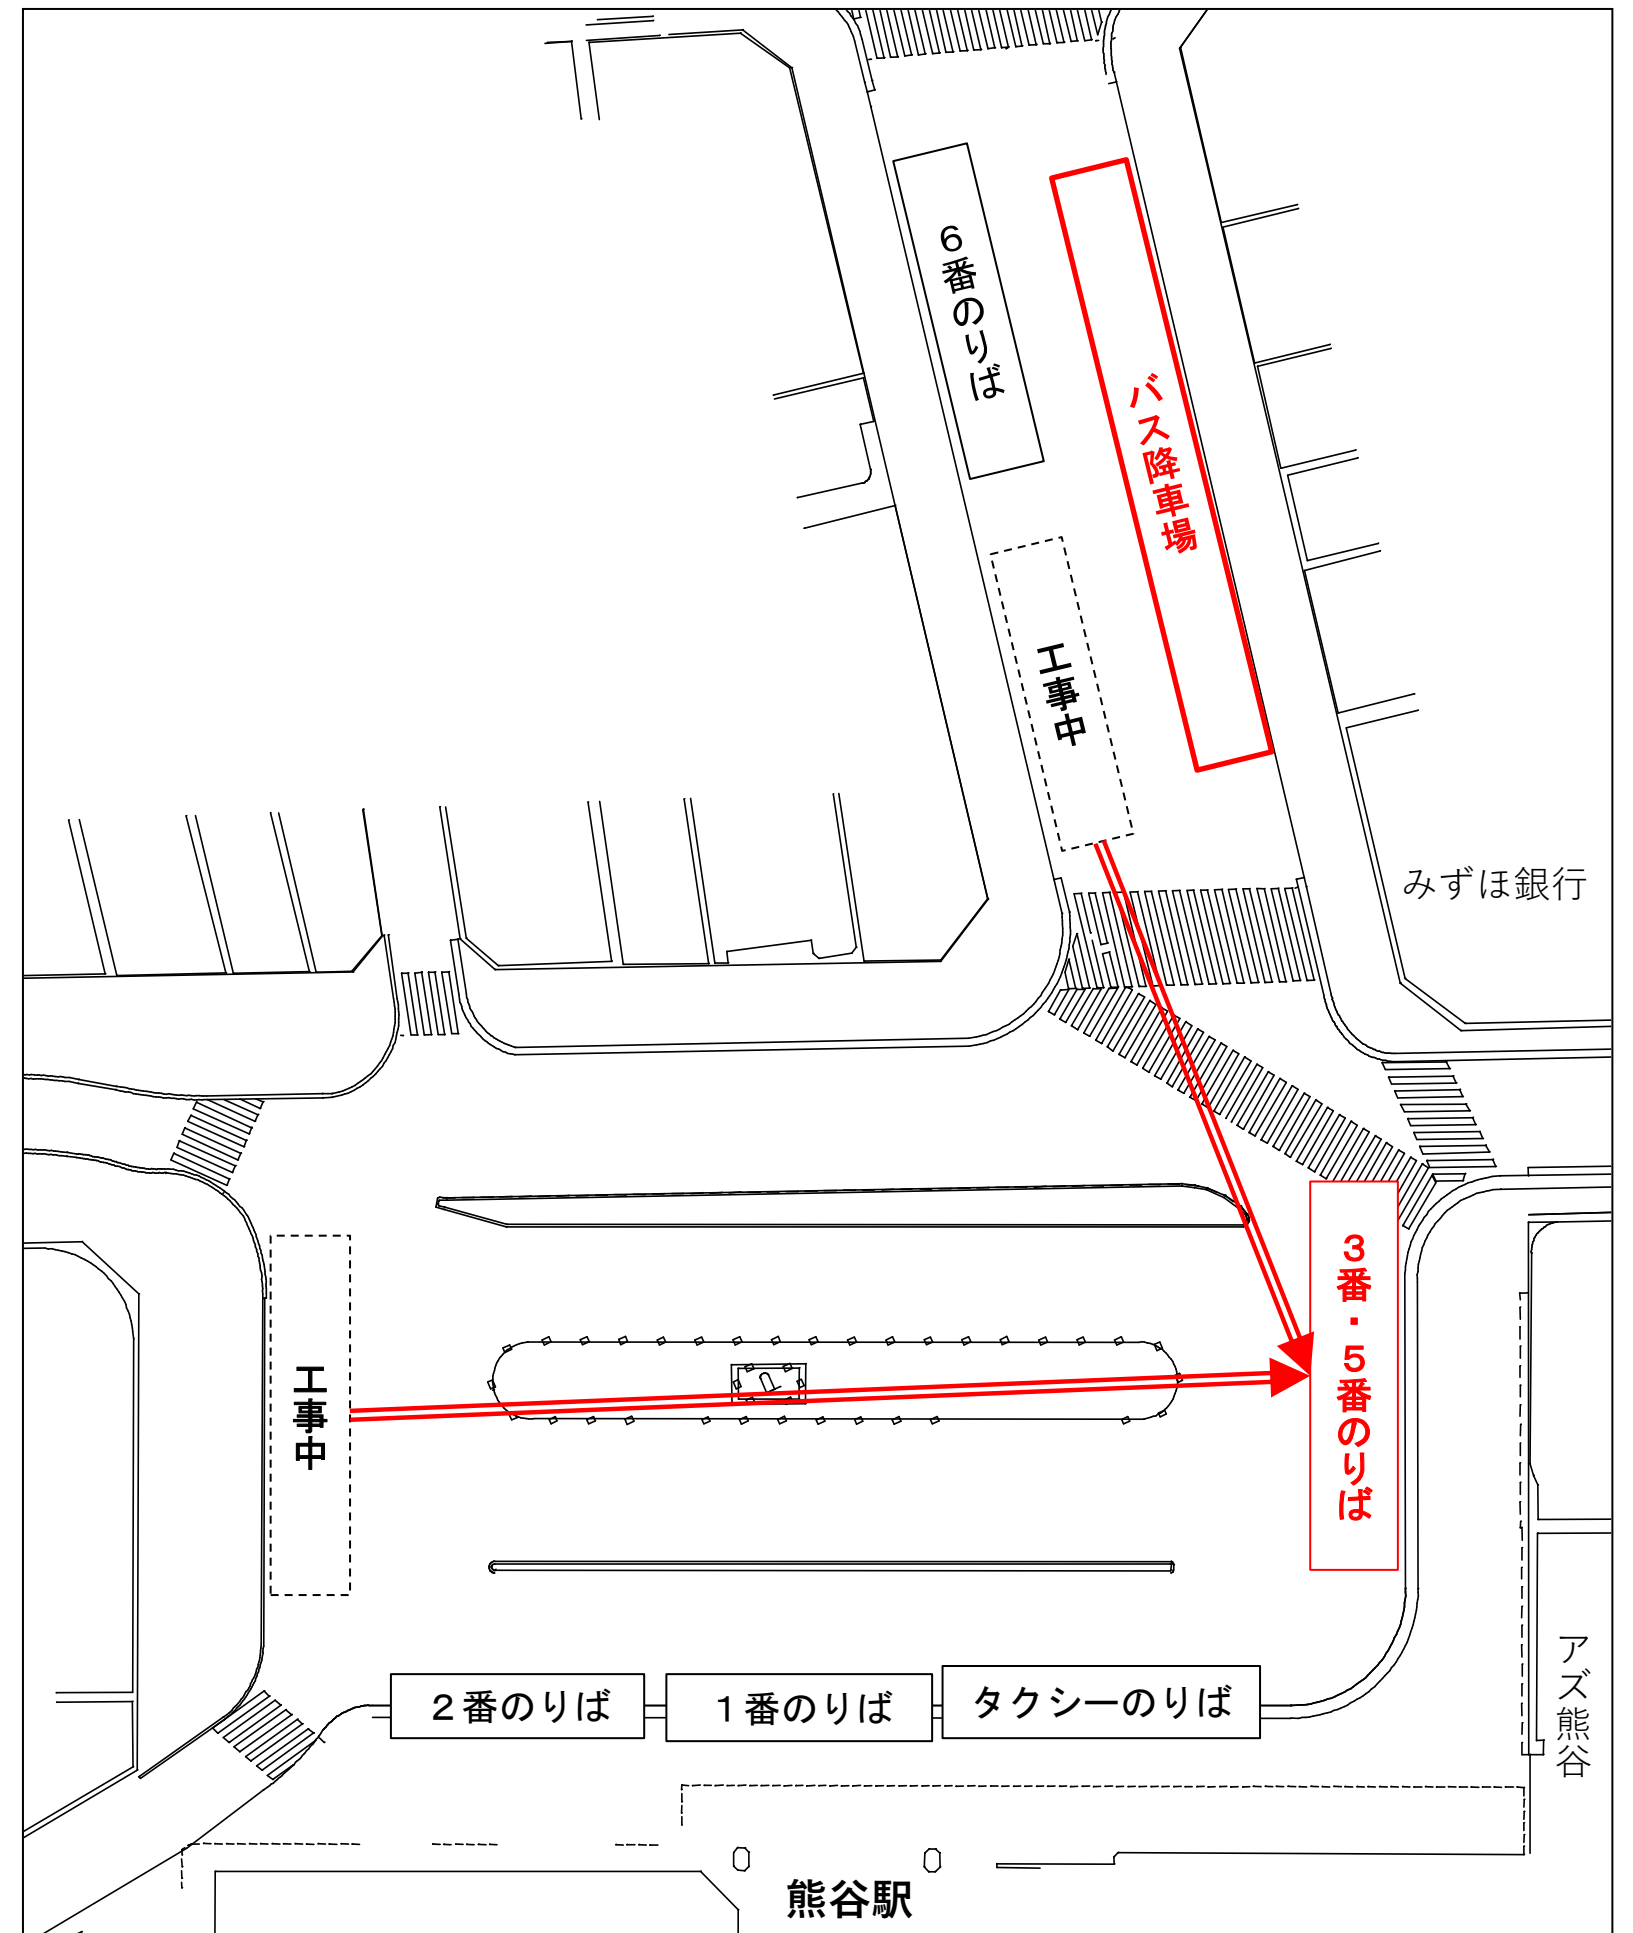 ６番のりば
バス降車場
工事中
みずほ銀行
工事中
３番・５番のりば
２番のりば
１番のりば
タクシーのりば
アズ熊谷
熊谷駅